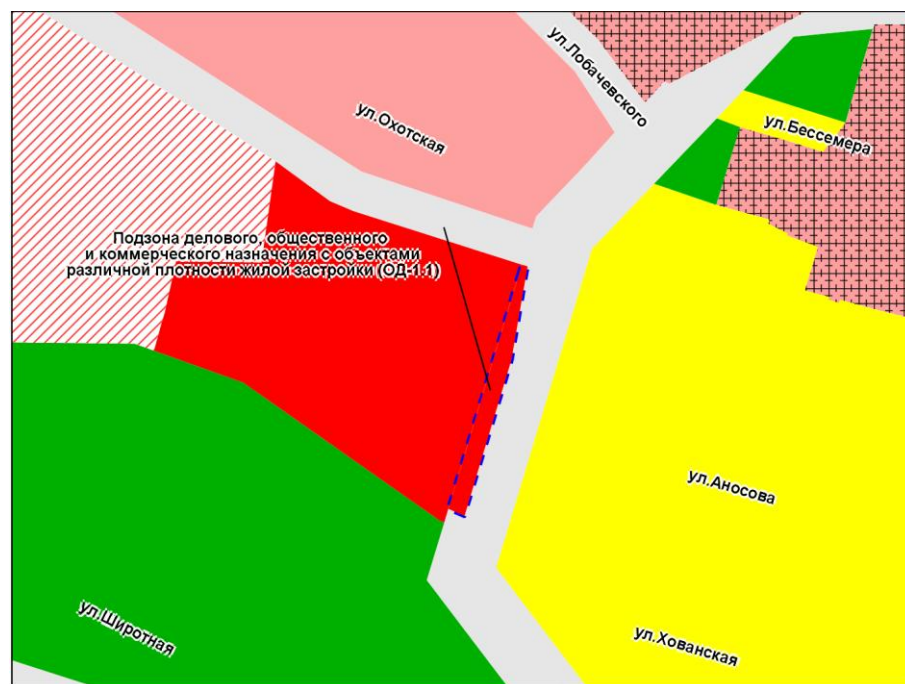 ул.Лобачевского
ул.Охотская
ул.Бессемера
Подзона делового, общественного
и коммерческого назначения с объектами
различной плотности жилой застройки (ОД-1.1)
ул.Аносова
ул.Широтная
ул.Хованская